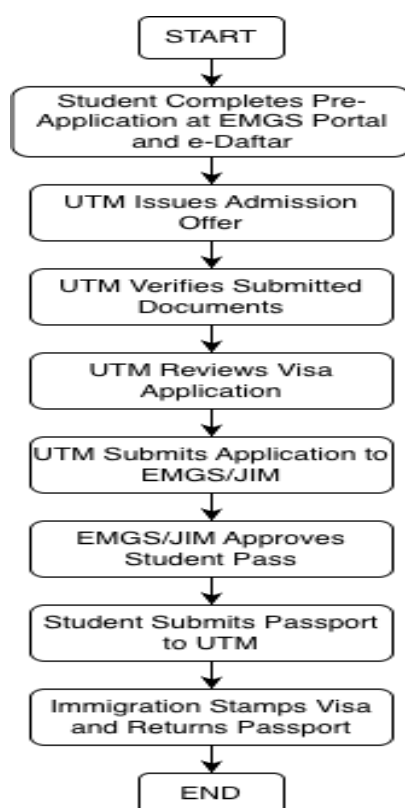 START
Student Completes Pre-
Application at EMGS Portal
and e-Daftar
UTM Issues Admission
Offer
UTM Verifies Submitted
Documents
UTM Reviews Visa
Application
UTM Submits Application to
EMGS/JIM
EMGS/JIM Approves
Student Pass
Student Submits Passport
to UTM
Immigration Stamps Visa
and Returns Passport
END